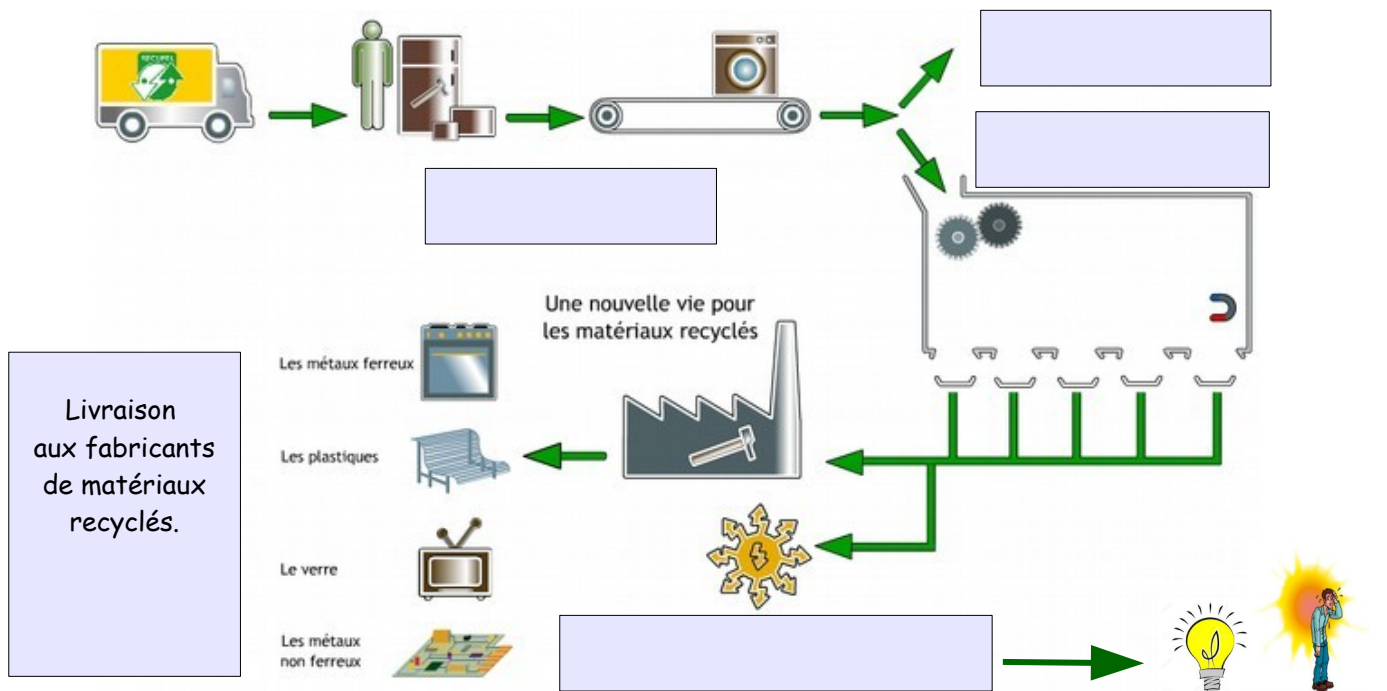 RECUPEL
Une nouvelle vie pour
les matériaux recyclés
Les métaux ferreux
Les plastiques
Le verre
Les métaux
non ferreux
Livraison
aux fabricants
de matériaux
recyclés.